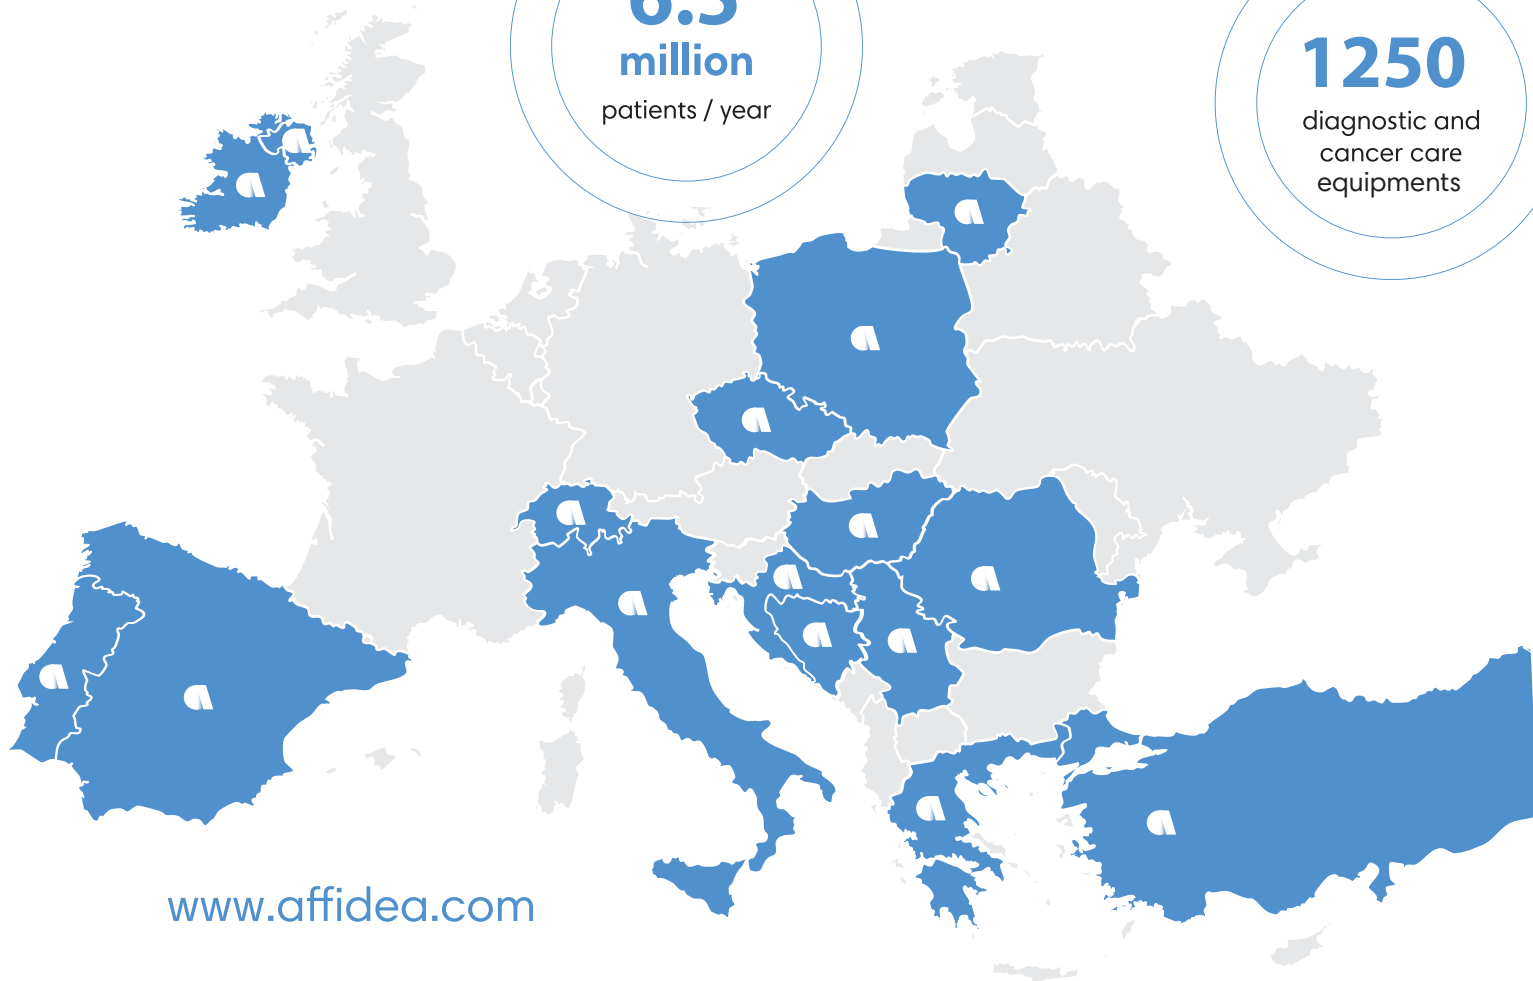 million
patients / year
1250
diagnostic and
cancer care
equipments
www.affidea.com